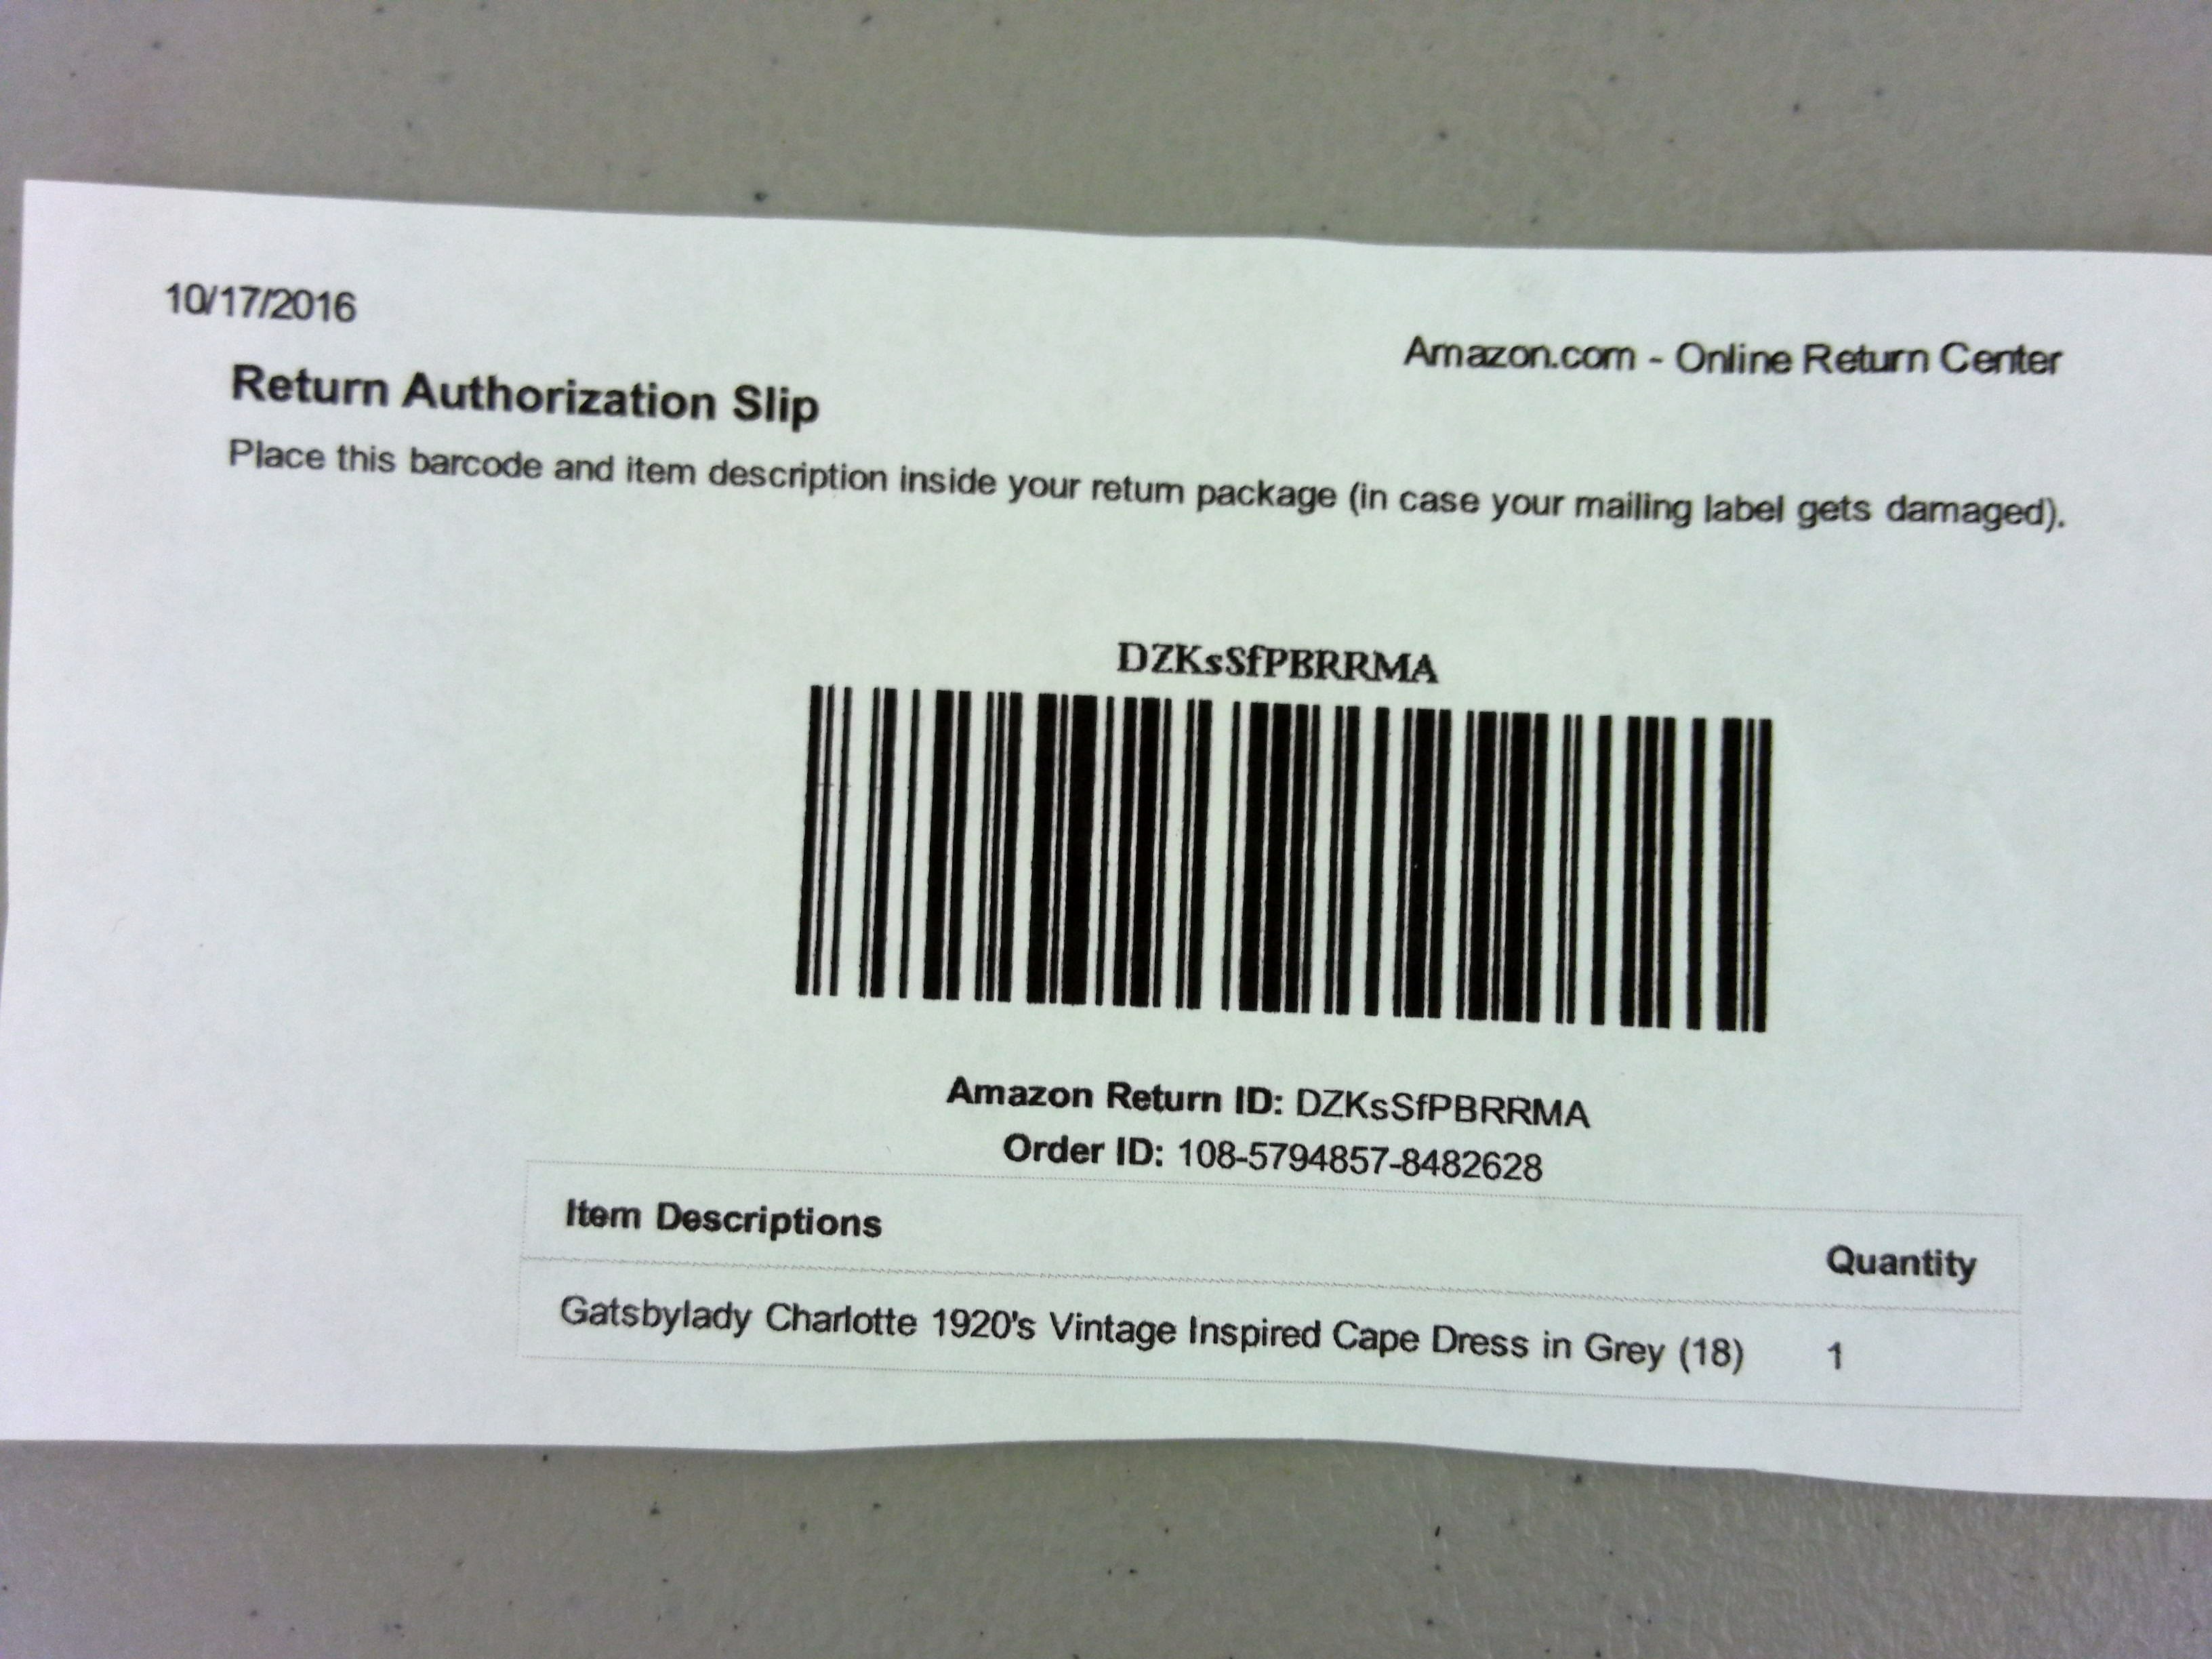 10/17/2016
Amazon.com - Online Return Center
Return Authorization Slip
Place this barcode and item description inside your return package (in case your mailing label gets damaged).
DZKsSfPBRRMA
Amazon Return ID: DZKsSfPBRRMA
Order ID: 108-5794857-8482628
Item Descriptions Quantity
Gatsbylady Charlotte 1920's Vintage Inspired Cape Dress in Grey (18) 1